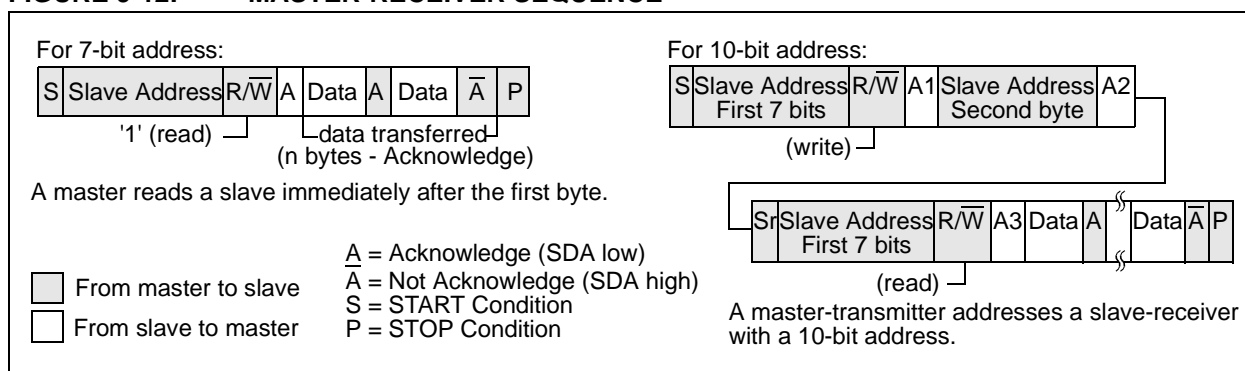 FIGURE MASTER-RECEIVER SEQUENCE
For 7-bit address:
S Slave Address R/W̅ A Data A Data A̅ P
'1' (read)
data transferred
(n bytes - Acknowledge)
A master reads a slave immediately after the first byte.
From master to slave
From slave to master
A = Acknowledge (SDA low)
A̅ = Not Acknowledge (SDA high)
S = START Condition
P = STOP Condition
For 10-bit address:
S Slave Address First 7 bits R/W̅ A1 Slave Address Second byte A2
(write)
Sr Slave Address First 7 bits R/W̅ A3 Data A Data A̅ P
(read)
A master-transmitter addresses a slave-receiver
with a 10-bit address.